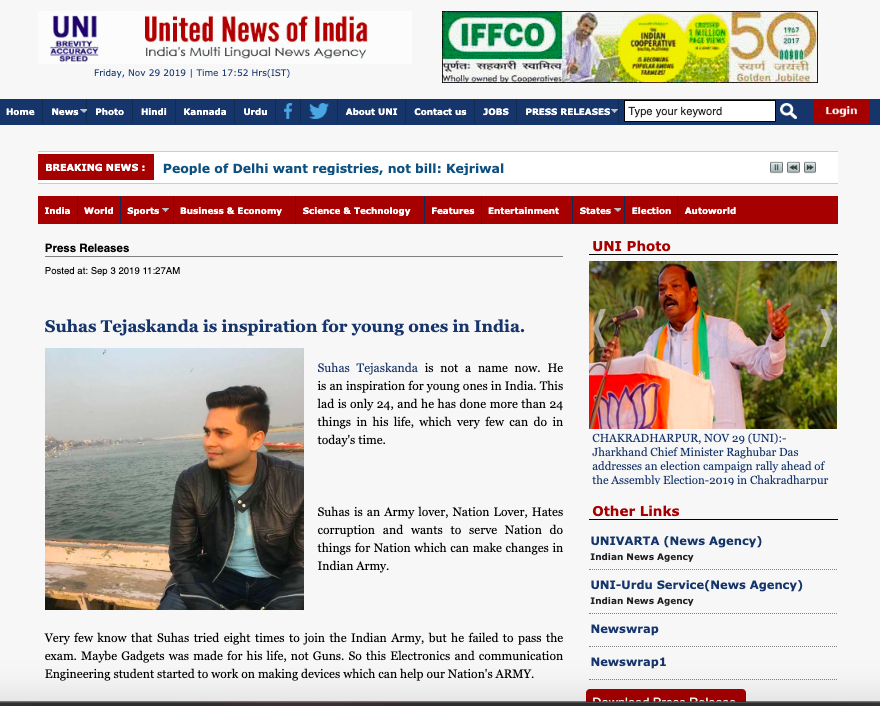 UNI
BREVITY
ACCURACY
SPEED
United News of India
India's Multi Lingual News Agency
Friday, Nov 29 2019 | Time 17:52 Hrs(IST)
IFFCO
पूर्णतः सहकारी स्वामित्व
Wholly owned by Cooperatives
THE
INDIAN
COOPERATIVE
DIGITAL PLATFORM
IS BECOMING
POPULAR AMONG
FARMERS!
1 MILLION
PAGE VIEWS
50
1967
2017
स्वर्ण जयंती
Golden Jubilee
Home News Photo Hindi Kannada Urdu About UNI Contact us JOBS PRESS RELEASES Type your keyword Login
BREAKING NEWS : People of Delhi want registries, not bill: Kejriwal
India World Sports Business & Economy Science & Technology Features Entertainment States Election Autoworld
Press Releases
Posted at: Sep 3 2019 11:27AM
Suhas Tejaskanda is inspiration for young ones in India.
Suhas Tejaskanda is not a name now. He
is an inspiration for young ones in India. This
lad is only 24, and he has done more than 24
things in his life, which very few can do in
today's time.
Suhas is an Army lover, Nation Lover, Hates
corruption and wants to serve Nation do
things for Nation which can make changes in
Indian Army.
Very few know that Suhas tried eight times to join the Indian Army, but he failed to pass the
exam. Maybe Gadgets was made for his life, not Guns. So this Electronics and communication
Engineering student started to work on making devices which can help our Nation's ARMY.
UNI Photo
CHAKRADHARPUR, NOV 29 (UNI):-
Jharkhand Chief Minister Raghubar Das
addresses an election campaign rally ahead of
the Assembly Election-2019 in Chakradharpur
Other Links
UNIVARTA (News Agency)
Indian News Agency
UNI-Urdu Service(News Agency)
Indian News Agency
Newswrap
Newswrap1
Download Press Release